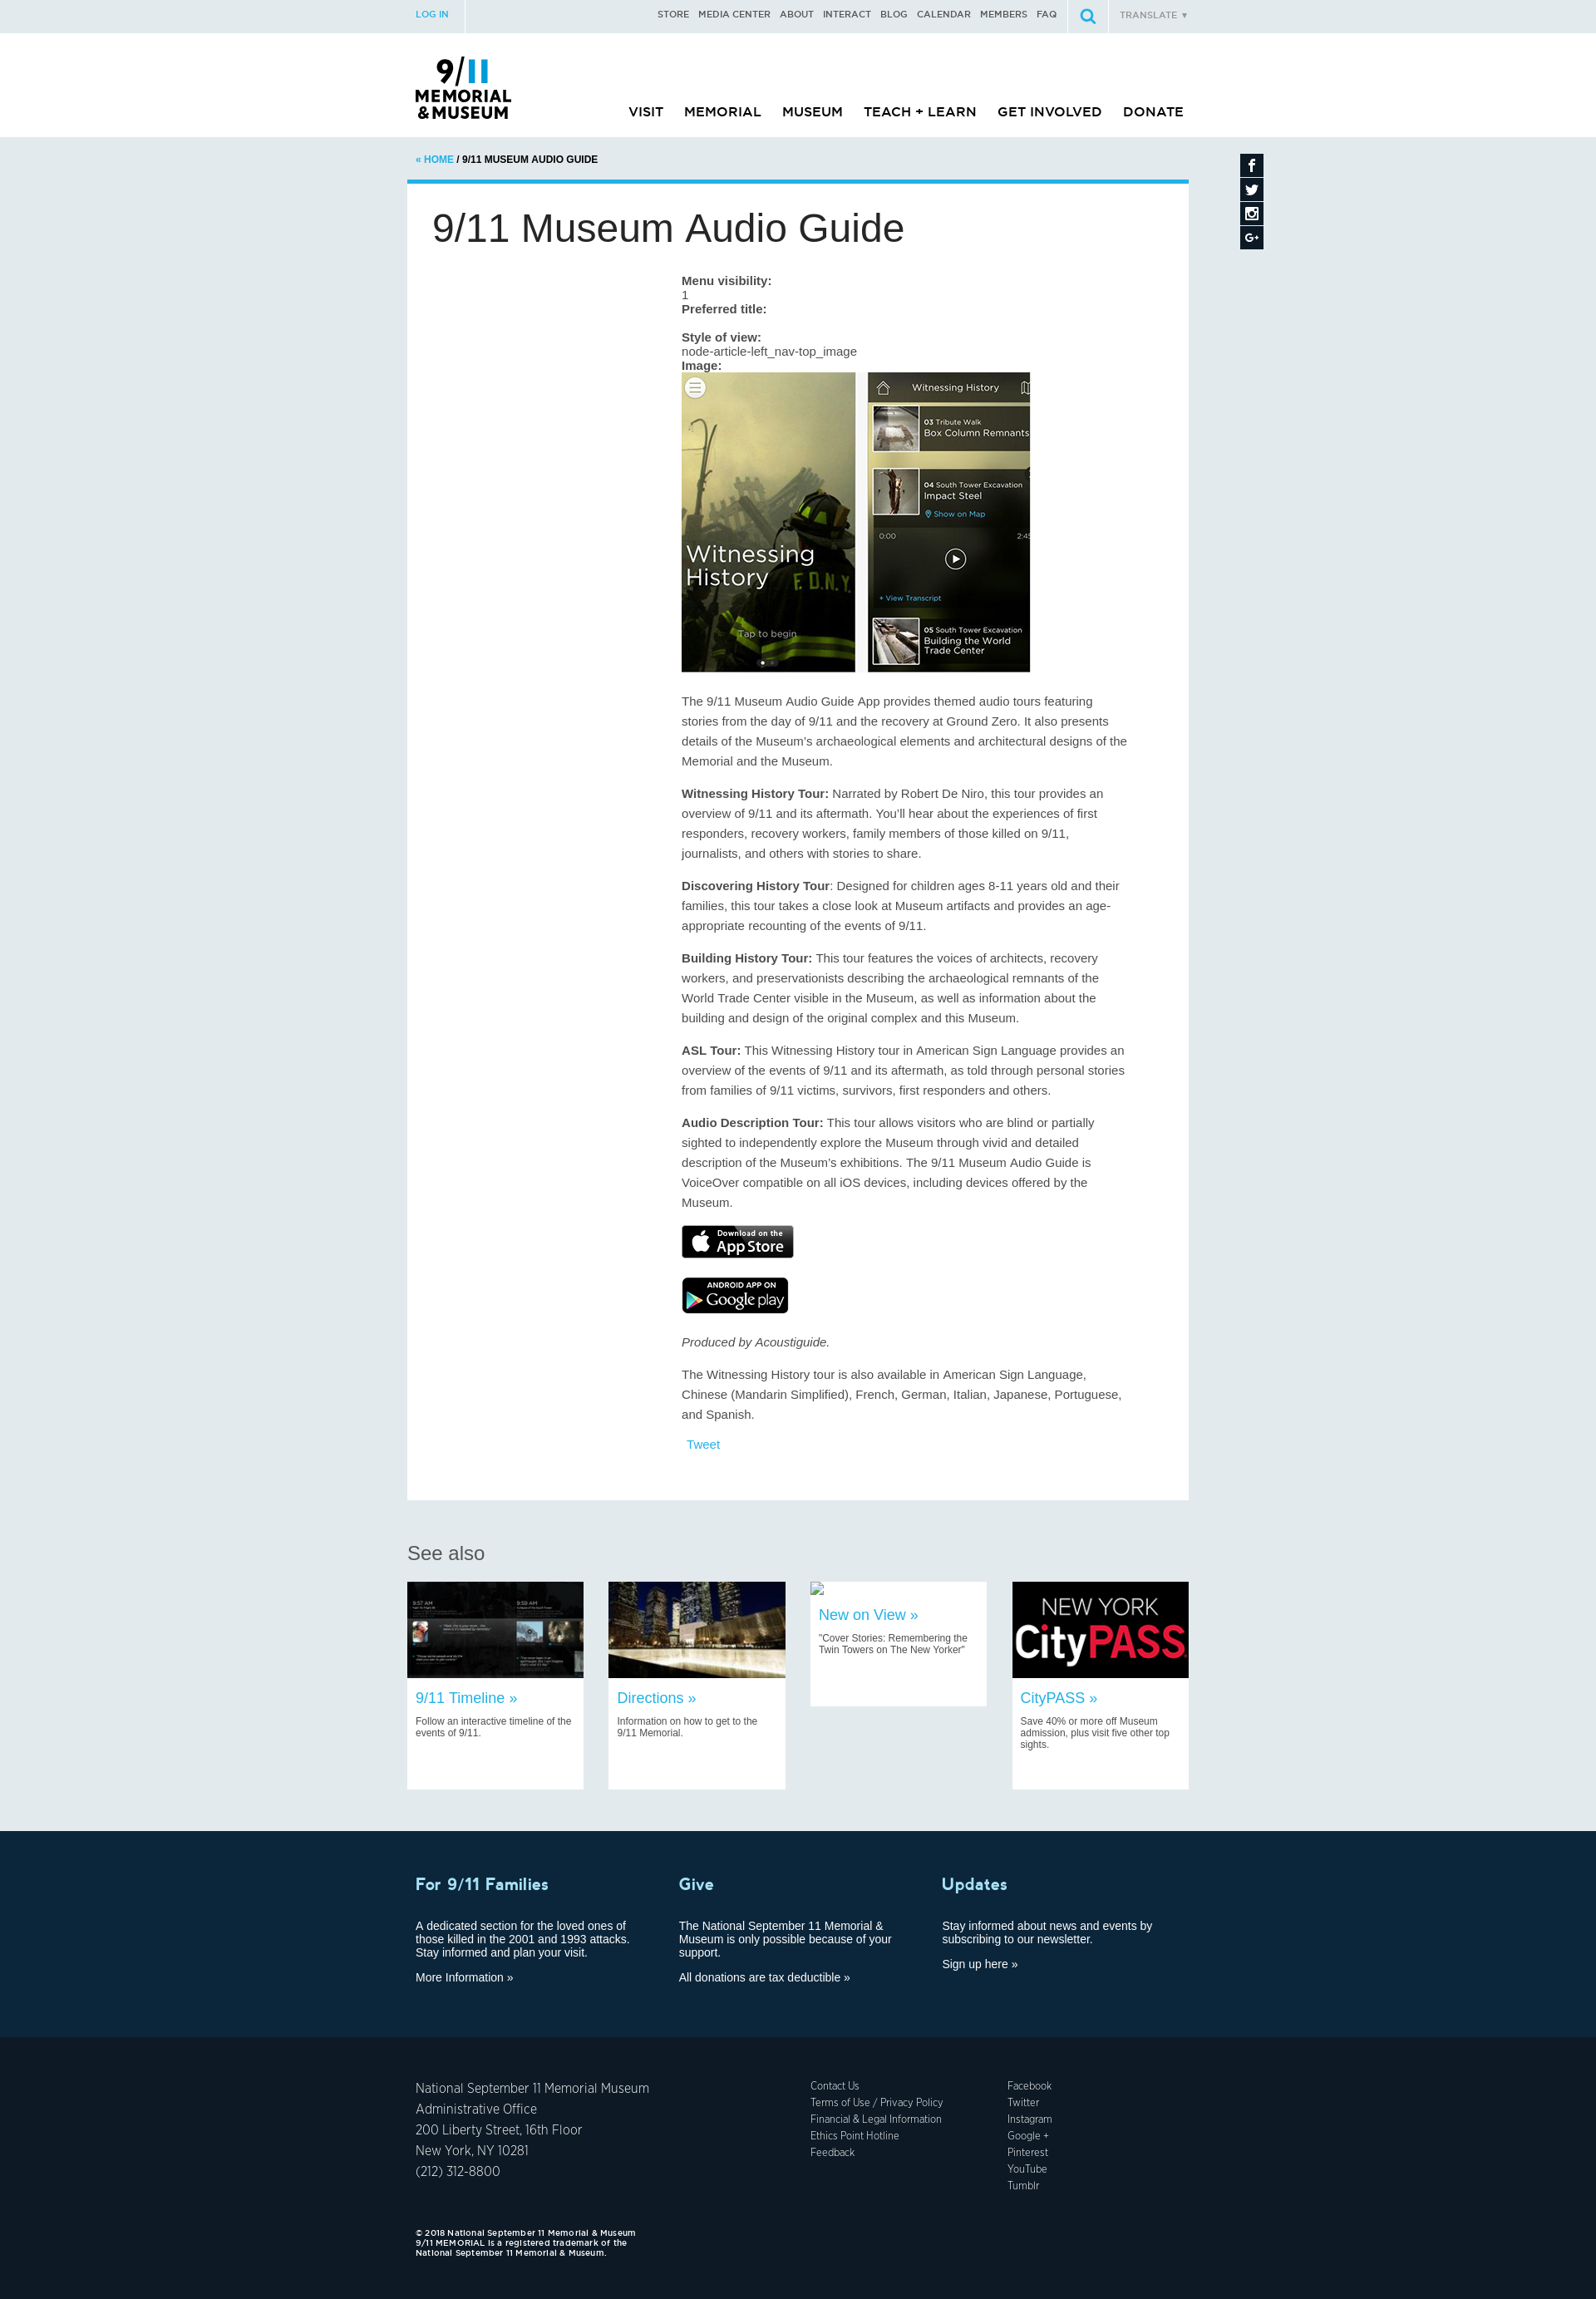 LOG IN
STORE MEDIA CENTER ABOUT INTERACT BLOG CALENDAR MEMBERS FAQ
TRANSLATE ▼
9/11
MEMORIAL
& MUSEUM
VISIT MEMORIAL MUSEUM TEACH + LEARN GET INVOLVED DONATE
« HOME / 9/11 MUSEUM AUDIO GUIDE
9/11 Museum Audio Guide
Menu visibility:
1
Preferred title:
Style of view:
node-article-left_nav-top_image
Image:
Witnessing
History
F.D.N.Y.
Tap to begin
Witnessing History
03 Tribute Walk
Box Column Remnants
04 South Tower Excavation
Impact Steel
Show on Map
0:00 2:45
+ View Transcript
05 South Tower Excavation
Building the World
Trade Center
The 9/11 Museum Audio Guide App provides themed audio tours featuring
stories from the day of 9/11 and the recovery at Ground Zero. It also presents
details of the Museum’s archaeological elements and architectural designs of the
Memorial and the Museum.
Witnessing History Tour: Narrated by Robert De Niro, this tour provides an
overview of 9/11 and its aftermath. You’ll hear about the experiences of first
responders, recovery workers, family members of those killed on 9/11,
journalists, and others with stories to share.
Discovering History Tour: Designed for children ages 8-11 years old and their
families, this tour takes a close look at Museum artifacts and provides an age-
appropriate recounting of the events of 9/11.
Building History Tour: This tour features the voices of architects, recovery
workers, and preservationists describing the archaeological remnants of the
World Trade Center visible in the Museum, as well as information about the
building and design of the original complex and this Museum.
ASL Tour: This Witnessing History tour in American Sign Language provides an
overview of the events of 9/11 and its aftermath, as told through personal stories
from families of 9/11 victims, survivors, first responders and others.
Audio Description Tour: This tour allows visitors who are blind or partially
sighted to independently explore the Museum through vivid and detailed
description of the Museum’s exhibitions. The 9/11 Museum Audio Guide is
VoiceOver compatible on all iOS devices, including devices offered by the
Museum.
Download on the
App Store
ANDROID APP ON
Google play
Produced by Acoustiguide.
The Witnessing History tour is also available in American Sign Language,
Chinese (Mandarin Simplified), French, German, Italian, Japanese, Portuguese,
and Spanish.
Tweet
See also
9:57 AM 9:59 AM
9/11 Timeline »
Follow an interactive timeline of the
events of 9/11.
Directions »
Information on how to get to the
9/11 Memorial.
New on View »
"Cover Stories: Remembering the
Twin Towers on The New Yorker"
NEW YORK
CityPASS
CityPASS »
Save 40% or more off Museum
admission, plus visit five other top
sights.
For 9/11 Families
A dedicated section for the loved ones of
those killed in the 2001 and 1993 attacks.
Stay informed and plan your visit.
More Information »
Give
The National September 11 Memorial &
Museum is only possible because of your
support.
All donations are tax deductible »
Updates
Stay informed about news and events by
subscribing to our newsletter.
Sign up here »
National September 11 Memorial Museum
Administrative Office
200 Liberty Street, 16th Floor
New York, NY 10281
(212) 312-8800
Contact Us
Terms of Use / Privacy Policy
Financial & Legal Information
Ethics Point Hotline
Feedback
Facebook
Twitter
Instagram
Google +
Pinterest
YouTube
Tumblr
© 2018 National September 11 Memorial & Museum
9/11 MEMORIAL is a registered trademark of the
National September 11 Memorial & Museum.